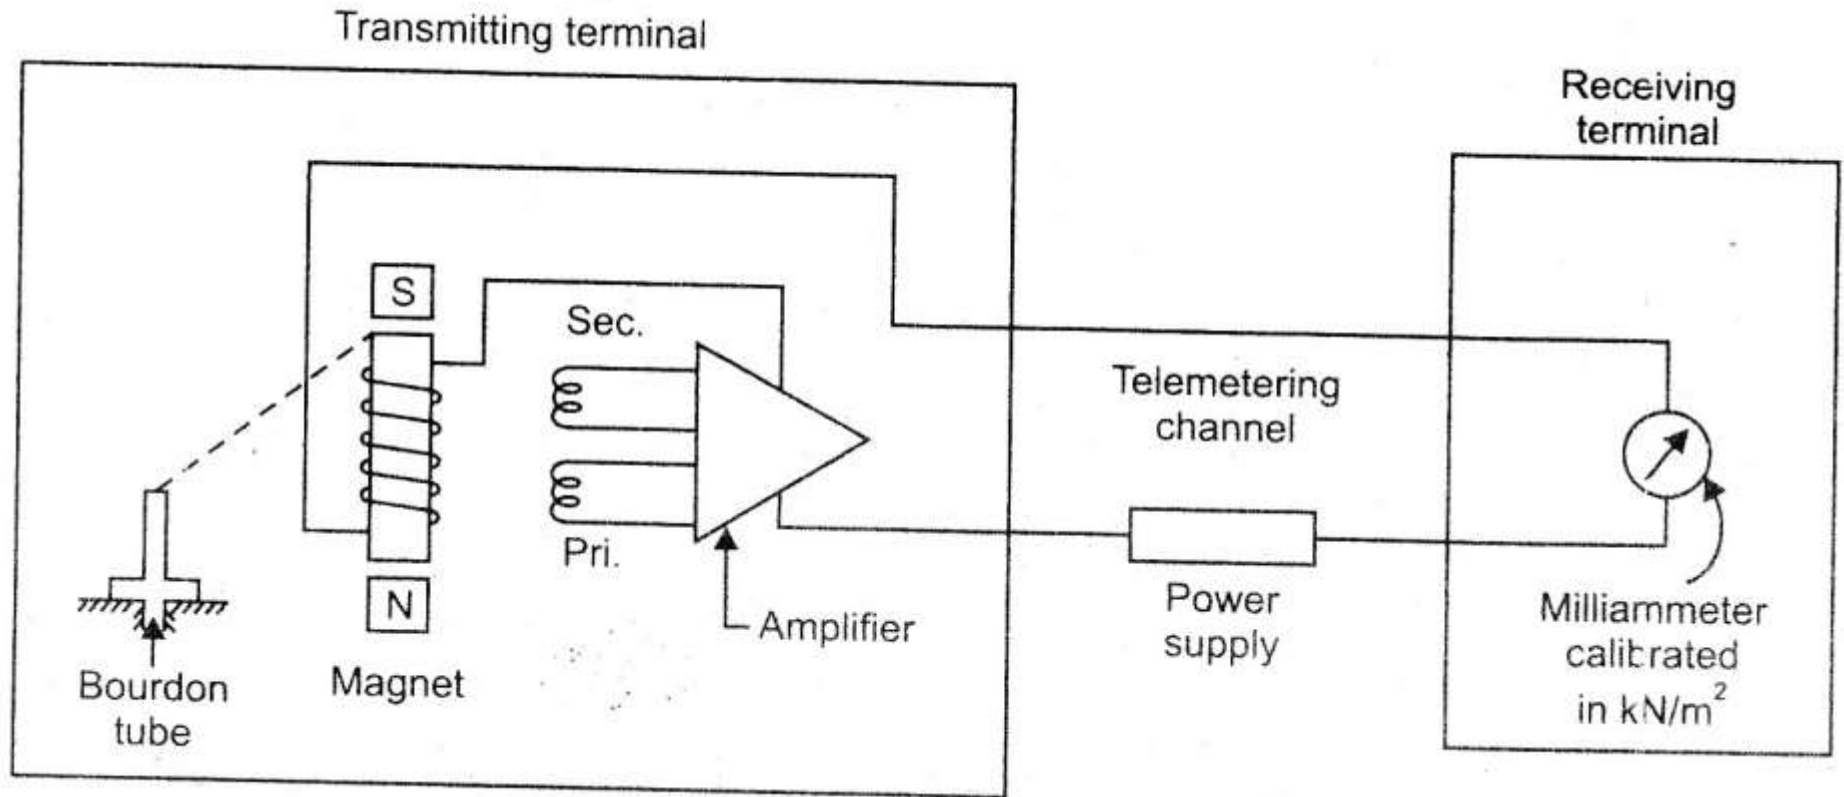 Transmitting terminal
Receiving
terminal
S
Sec.
Telemetering
channel
Pri.
N
Amplifier
Power
supply
Milliammeter
calibrated
in kN/m²
Bourdon
tube
Magnet